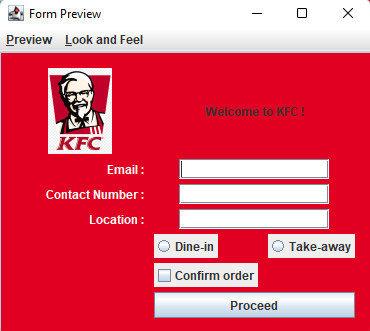 Form Preview
Preview Look and Feel
Welcome to KFC !
KFC
Email :
Contact Number :
Location :
Dine-in Take-away
Confirm order
Proceed